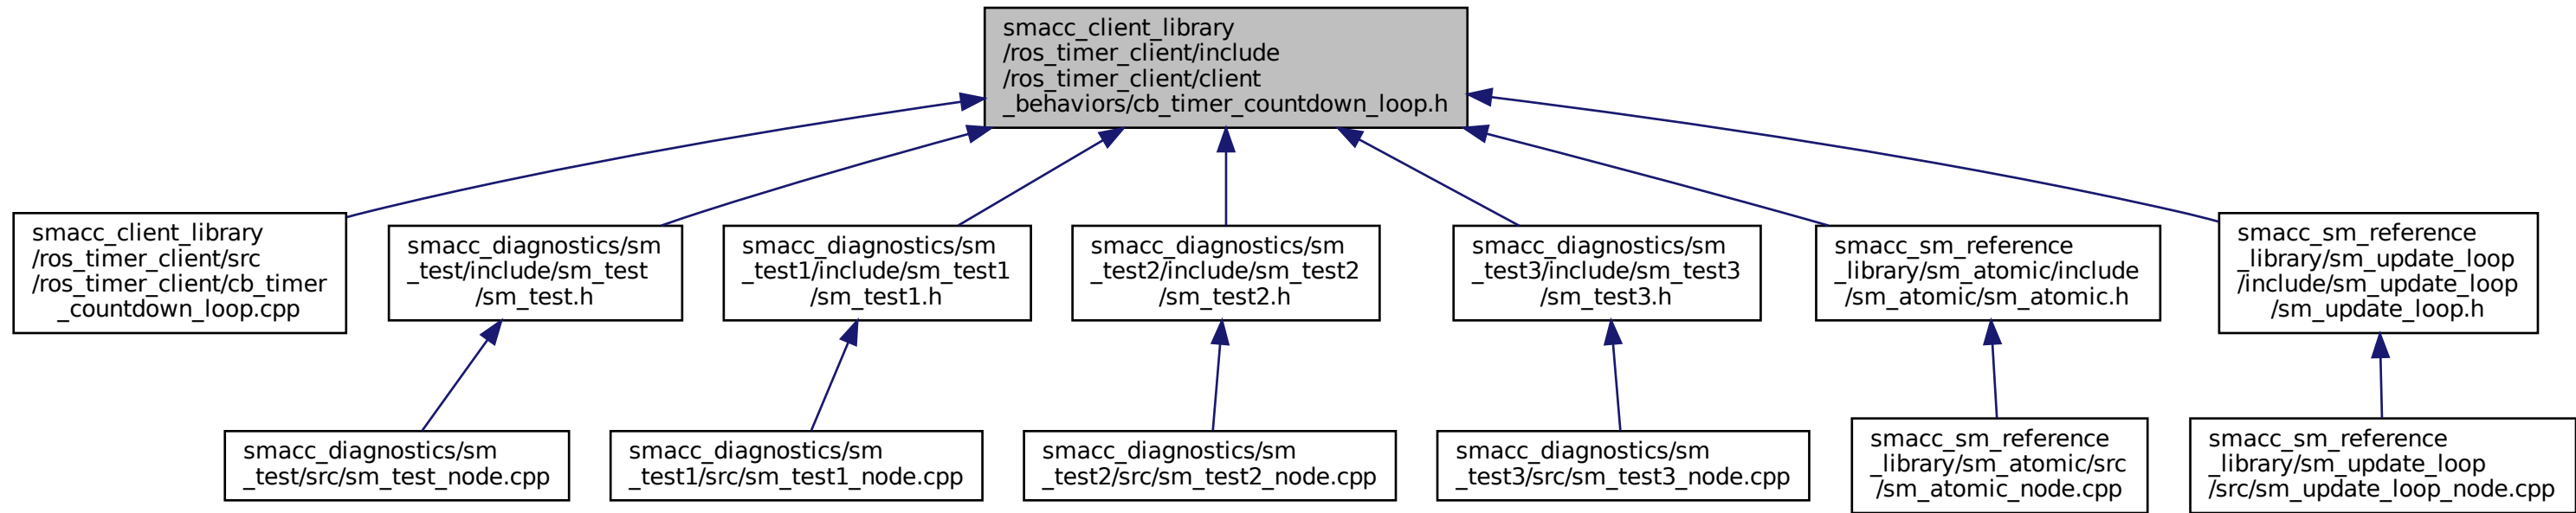 smacc_client_library
/ros_timer_client/include
/ros_timer_client/client
_behaviors/cb_timer_countdown_loop.h
smacc_client_library
/ros_timer_client/src
/ros_timer_client/cb_timer
_countdown_loop.cpp
smacc_diagnostics/sm
_test/include/sm_test
/sm_test.h
smacc_diagnostics/sm
_test1/include/sm_test1
/sm_test1.h
smacc_diagnostics/sm
_test2/include/sm_test2
/sm_test2.h
smacc_diagnostics/sm
_test3/include/sm_test3
/sm_test3.h
smacc_sm_reference
_library/sm_atomic/include
/sm_atomic/sm_atomic.h
smacc_sm_reference
_library/sm_update_loop
/include/sm_update_loop
/sm_update_loop.h
smacc_diagnostics/sm
_test/src/sm_test_node.cpp
smacc_diagnostics/sm
_test1/src/sm_test1_node.cpp
smacc_diagnostics/sm
_test2/src/sm_test2_node.cpp
smacc_diagnostics/sm
_test3/src/sm_test3_node.cpp
smacc_sm_reference
_library/sm_atomic/src
/sm_atomic_node.cpp
smacc_sm_reference
_library/sm_update_loop
/src/sm_update_loop_node.cpp